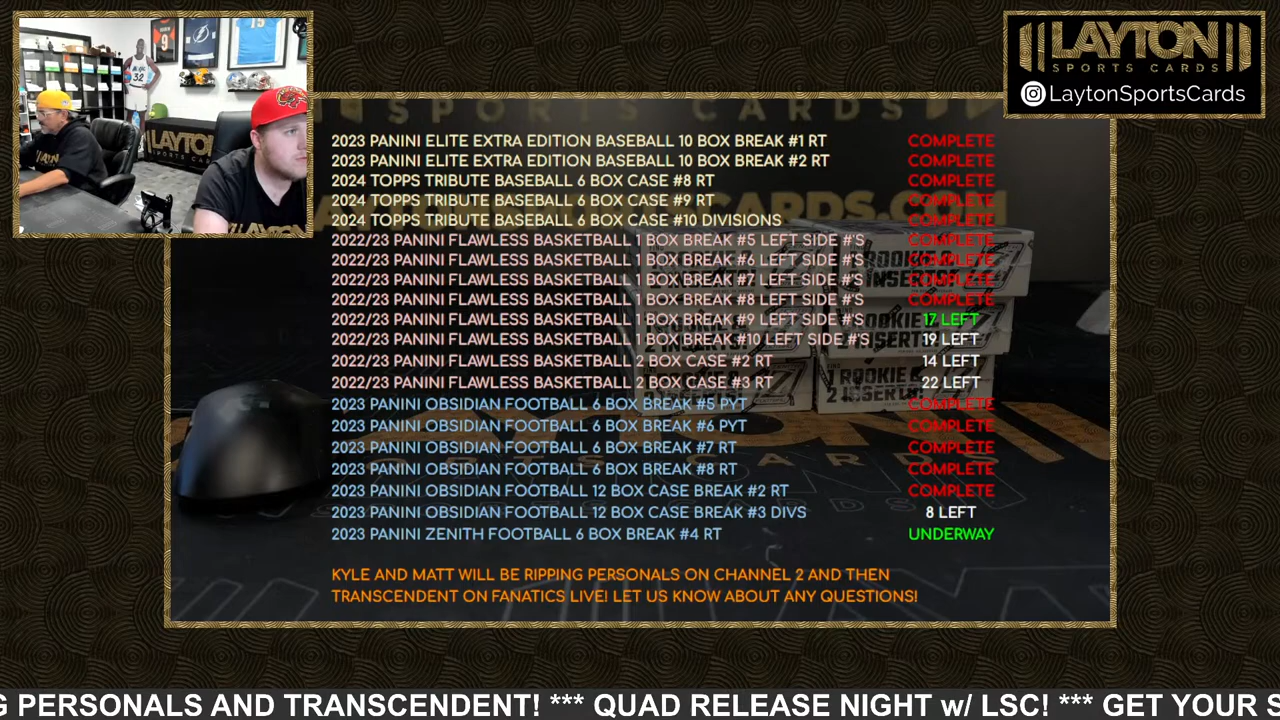 LAYTON
SPORTS CARDS
LaytonSportsCards
9
15
32
LAYTON
SPORTS CARDS
2023 PANINI ELITE EXTRA EDITION BASEBALL 10 BOX BREAK #1 RT COMPLETE
2023 PANINI ELITE EXTRA EDITION BASEBALL 10 BOX BREAK #2 RT COMPLETE
2024 TOPPS TRIBUTE BASEBALL 6 BOX CASE #8 RT COMPLETE
2024 TOPPS TRIBUTE BASEBALL 6 BOX CASE #9 RT COMPLETE
2024 TOPPS TRIBUTE BASEBALL 6 BOX CASE #10 DIVISIONS COMPLETE
2022/23 PANINI FLAWLESS BASKETBALL 1 BOX BREAK #5 LEFT SIDE #'S COMPLETE
2022/23 PANINI FLAWLESS BASKETBALL 1 BOX BREAK #6 LEFT SIDE #'S COMPLETE
2022/23 PANINI FLAWLESS BASKETBALL 1 BOX BREAK #7 LEFT SIDE #'S COMPLETE
2022/23 PANINI FLAWLESS BASKETBALL 1 BOX BREAK #8 LEFT SIDE #'S COMPLETE
2022/23 PANINI FLAWLESS BASKETBALL 1 BOX BREAK #9 LEFT SIDE #'S 17 LEFT
2022/23 PANINI FLAWLESS BASKETBALL 1 BOX BREAK #10 LEFT SIDE #'S 19 LEFT
2022/23 PANINI FLAWLESS BASKETBALL 2 BOX CASE #2 RT 14 LEFT
2022/23 PANINI FLAWLESS BASKETBALL 2 BOX CASE #3 RT 22 LEFT
2023 PANINI OBSIDIAN FOOTBALL 6 BOX BREAK #5 PYT COMPLETE
2023 PANINI OBSIDIAN FOOTBALL 6 BOX BREAK #6 PYT COMPLETE
2023 PANINI OBSIDIAN FOOTBALL 6 BOX BREAK #7 RT COMPLETE
2023 PANINI OBSIDIAN FOOTBALL 6 BOX BREAK #8 RT COMPLETE
2023 PANINI OBSIDIAN FOOTBALL 12 BOX CASE BREAK #2 RT COMPLETE
2023 PANINI OBSIDIAN FOOTBALL 12 BOX CASE BREAK #3 DIVS 8 LEFT
2023 PANINI ZENITH FOOTBALL 6 BOX BREAK #4 RT UNDERWAY
KYLE AND MATT WILL BE RIPPING PERSONALS ON CHANNEL 2 AND THEN
TRANSCENDENT ON FANATICS LIVE! LET US KNOW ABOUT ANY QUESTIONS!
G PERSONALS AND TRANSCENDENT! *** QUAD RELEASE NIGHT w/ LSC! *** GET YOUR S